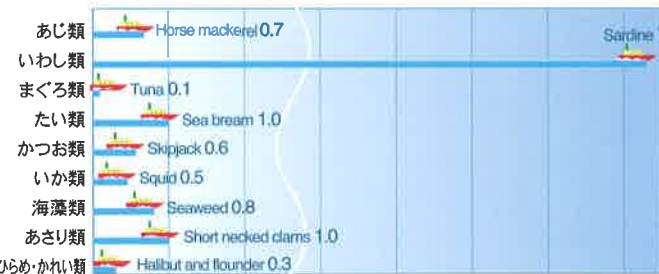 あじ類 Horse mackerel 0.7
いわし類 Sardine
まぐろ類 Tuna 0.1
たい類 Sea bream 1.0
かつお類 Skipjack 0.6
いか類 Squid 0.5
海藻類 Seaweed 0.8
あさり類 Short necked clams 1.0
ひらめ・かれい類 Halibut and flounder 0.3